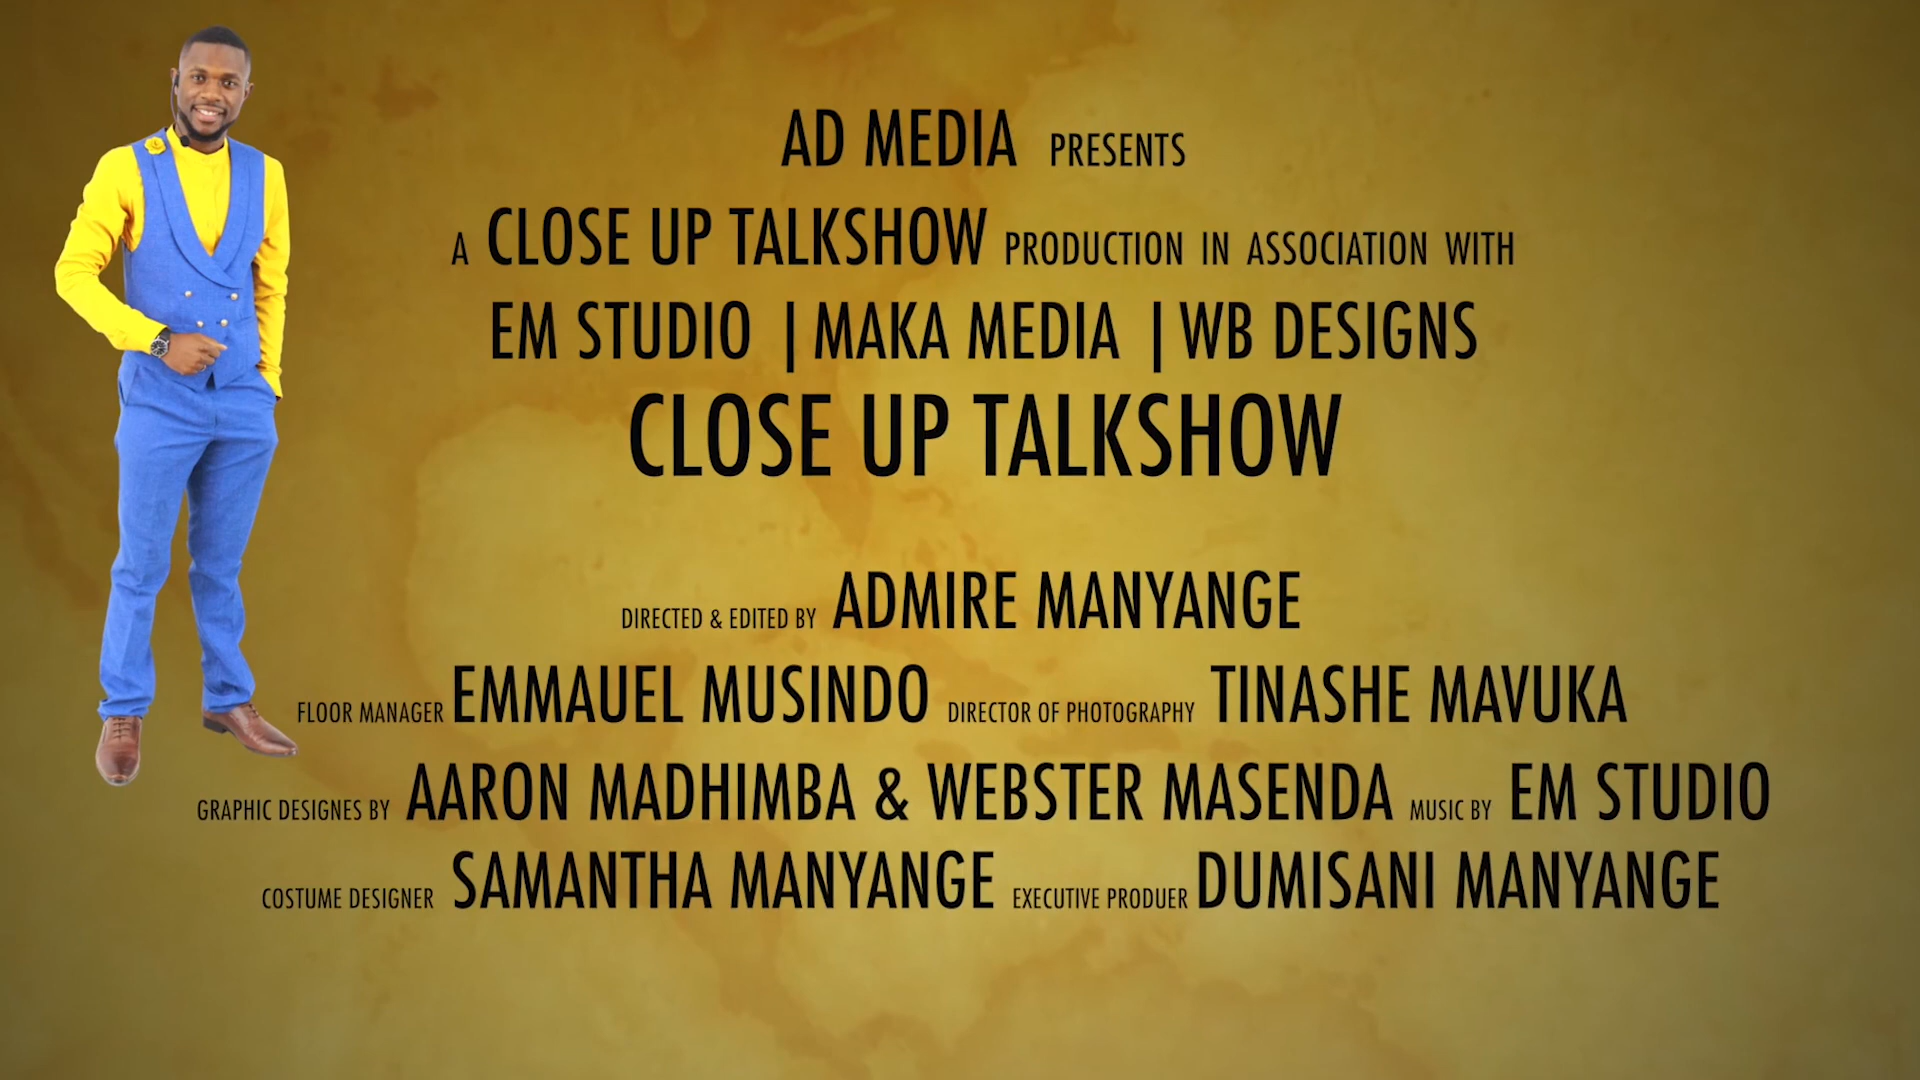 AD MEDIA PRESENTS
A CLOSE UP TALKSHOW PRODUCTION IN ASSOCIATION WITH
EM STUDIO | MAKA MEDIA | WB DESIGNS
CLOSE UP TALKSHOW
DIRECTED & EDITED BY ADMIRE MANYANGE
FLOOR MANAGER EMMAUEL MUSINDO DIRECTOR OF PHOTOGRAPHY TINASHE MAVUKA
GRAPHIC DESIGNES BY AARON MADHIMBA & WEBSTER MASENDA MUSIC BY EM STUDIO
COSTUME DESIGNER SAMANTHA MANYANGE EXECUTIVE PRODUER DUMISANI MANYANGE